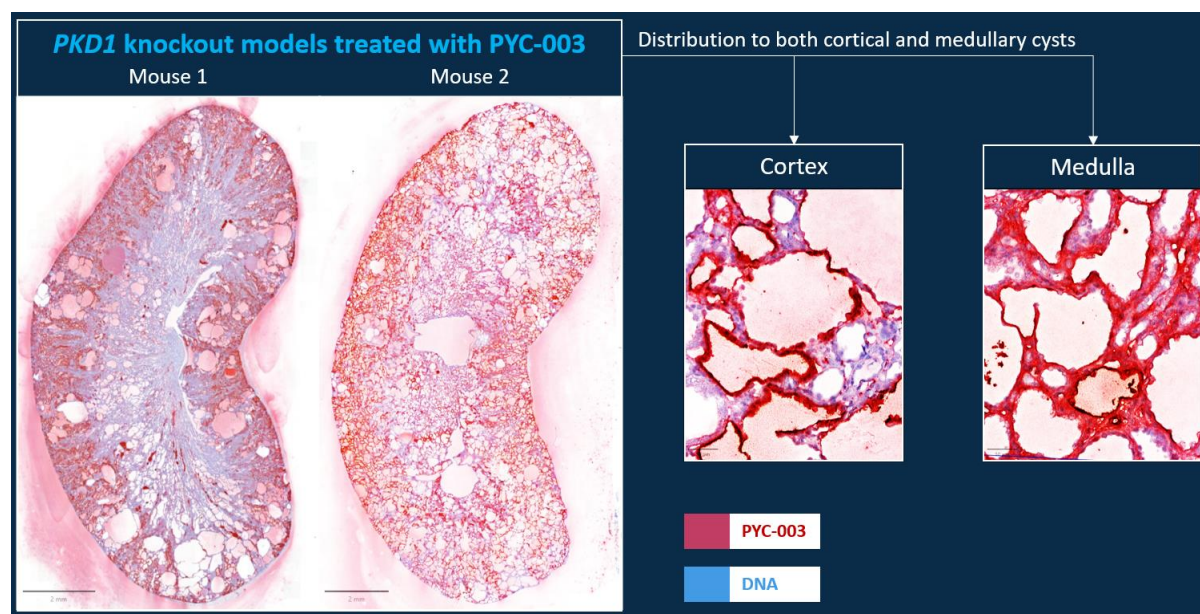 PKD1 knockout models treated with PYC-003
Mouse 1
Mouse 2
Distribution to both cortical and medullary cysts
Cortex
Medulla
2 mm
2 mm
PYC-003
DNA